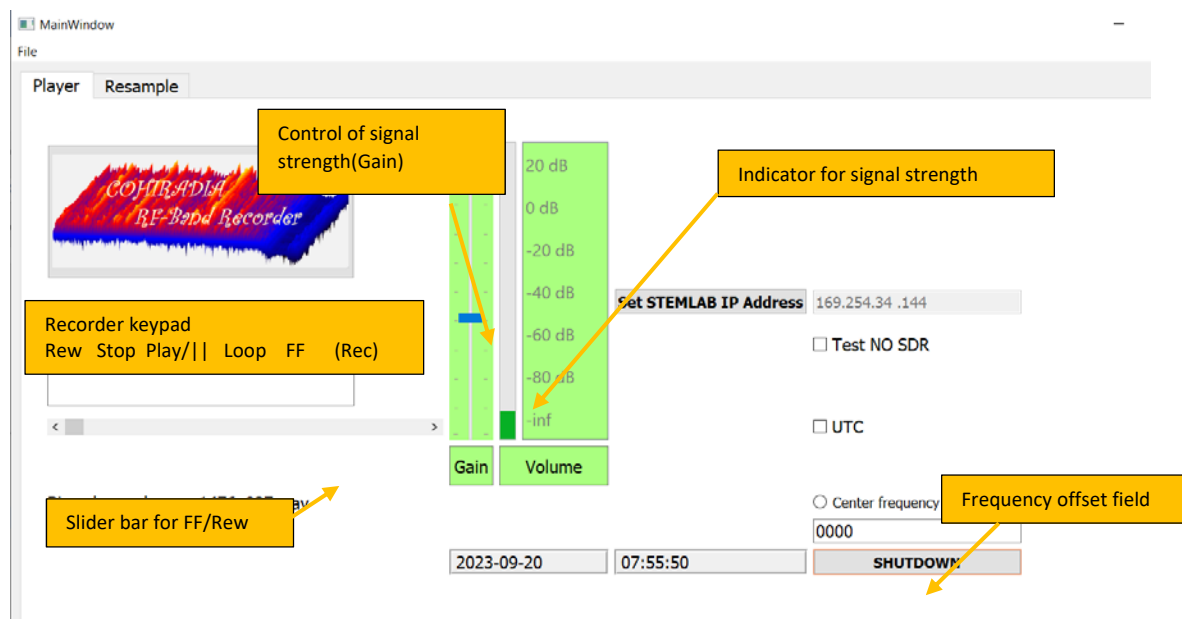 MainWindow
File
Player Resample
Control of signal
strength(Gain)
COHIRADIA
RF-Band Recorder
20 dB
0 dB
-20 dB
-40 dB
-60 dB
-80 dB
-inf
Indicator for signal strength
Set STEMLAB IP Address 169.254.34 .144
Recorder keypad
Rew Stop Play/|| Loop FF (Rec)
Test NO SDR
UTC
Gain Volume
Slider bar for FF/Rew
Center frequency
Frequency offset field
0000
2023-09-20 07:55:50 SHUTDOWN